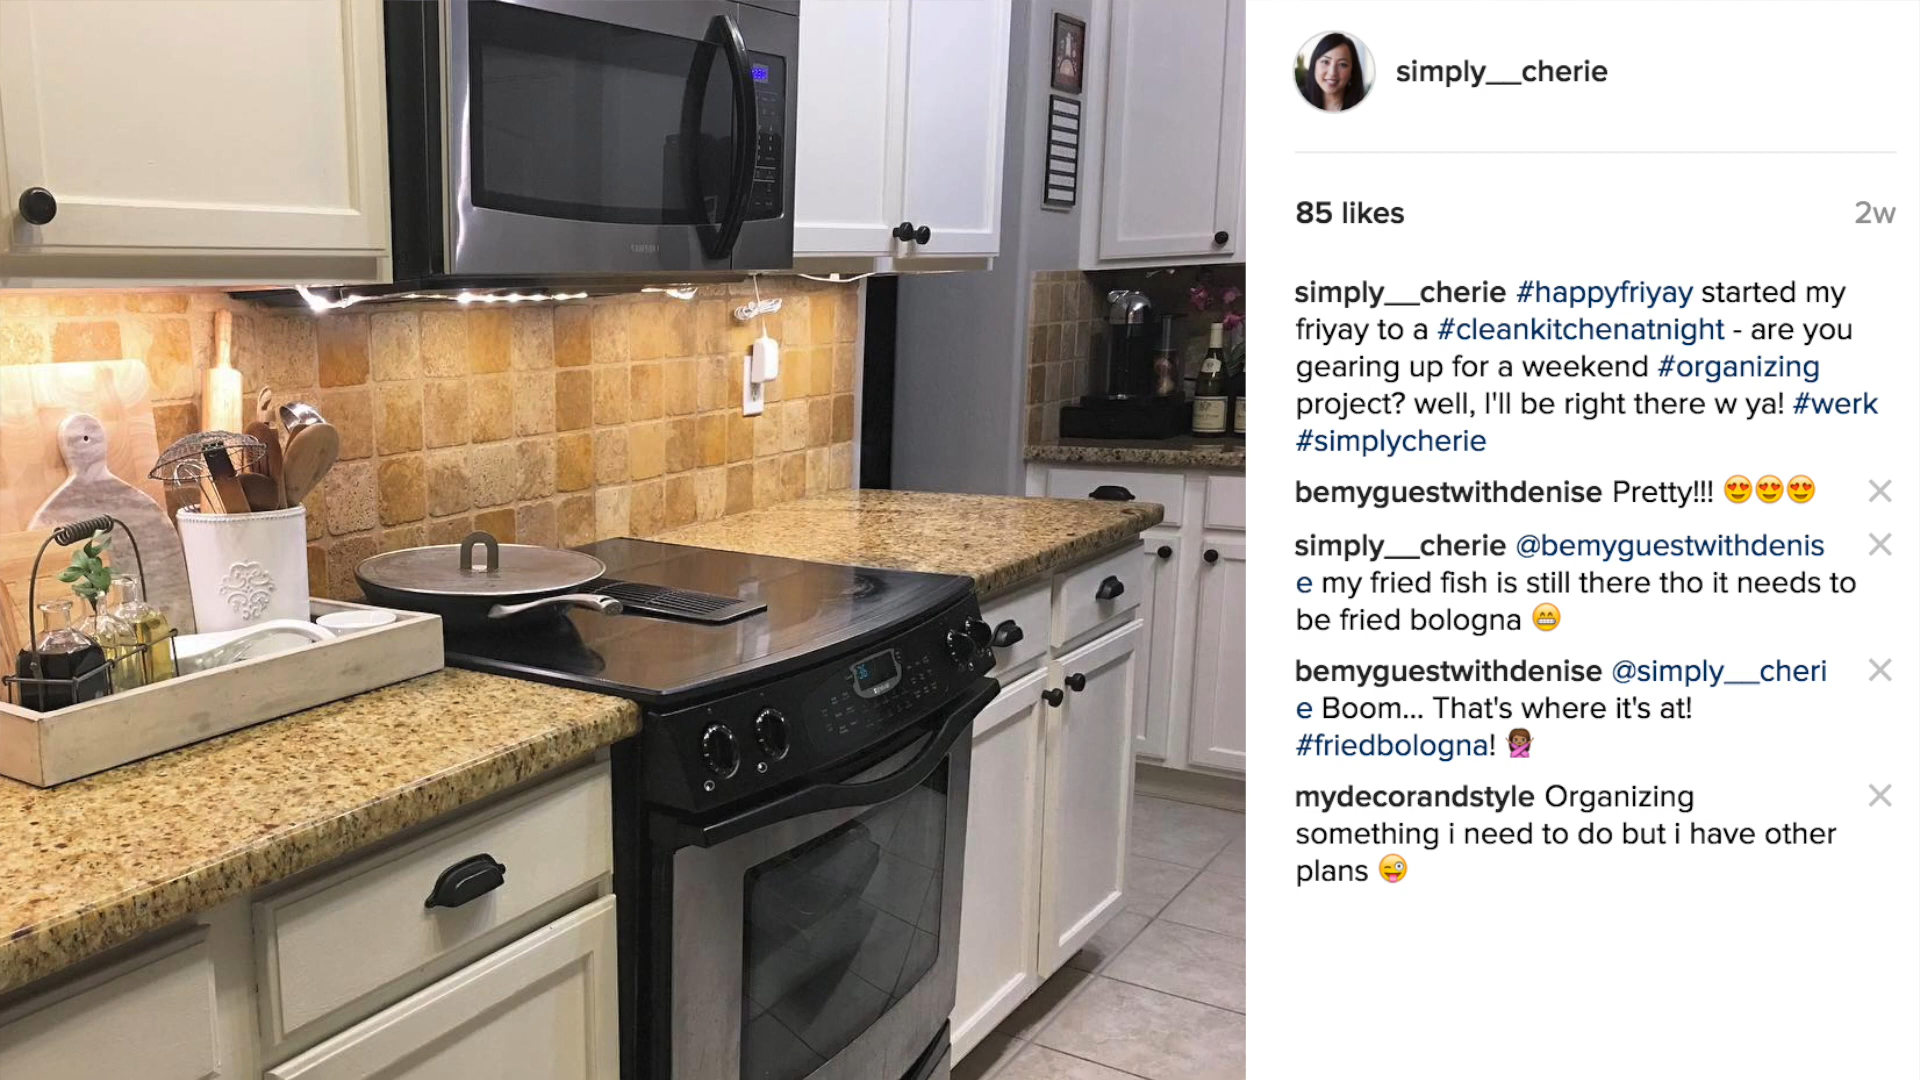 simply__cherie
85 likes 2w
simply__cherie #happyfriyay started my
friyay to a #cleankitchenatnight - are you
gearing up for a weekend #organizing
project? well, I'll be right there w ya! #werk
#simplycherie
bemyguestwithdenise Pretty!!! 😍😍😍
simply__cherie @bemyguestwithdenis
e my fried fish is still there tho it needs to
be fried bologna 😁
bemyguestwithdenise @simply__cheri
e Boom... That's where it's at!
#friedbologna! 🙅🏽
mydecorandstyle Organizing
something i need to do but i have other
plans 😜